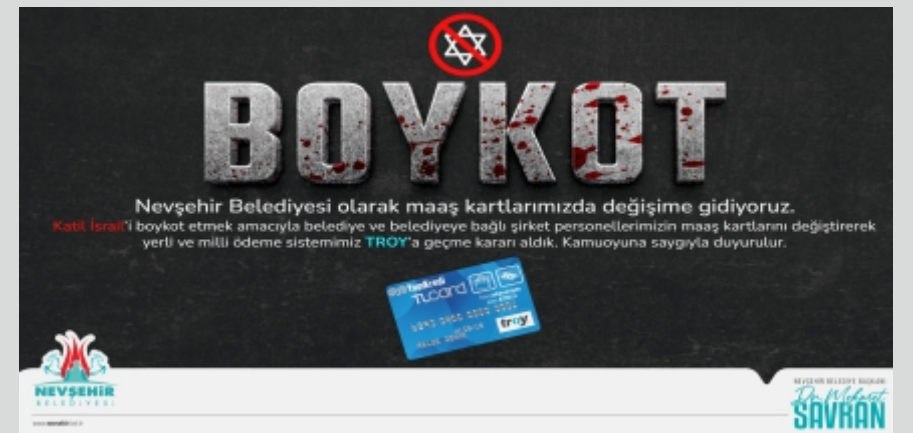 BOYKOT
Nevşehir Belediyesi olarak maaş kartlarımızda değişime gidiyoruz.
Katil İsrail'i boykot etmek amacıyla belediye ve belediyeye bağlı şirket personellerimizin maaş kartlarını değiştirerek
yerli ve milli ödeme sistemimiz TROY'a geçme kararı aldık. Kamuoyuna saygıyla duyurulur.
TLcard
troy
NEVŞEHİR
BELEDİYESİ
NEVŞEHİR BELEDİYE BAŞKANI
Dr. Mehmet
SAVRAN